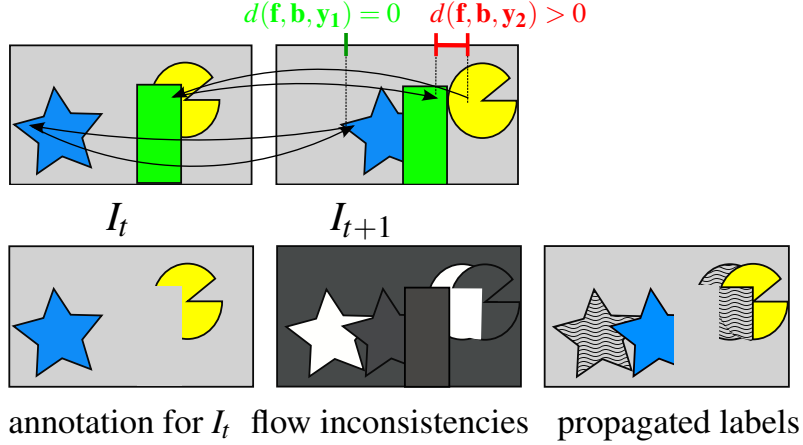 d(f, b, y₁) = 0 d(f, b, y₂) > 0
I_t I_{t+1}
annotation for I_t flow inconsistencies propagated labels